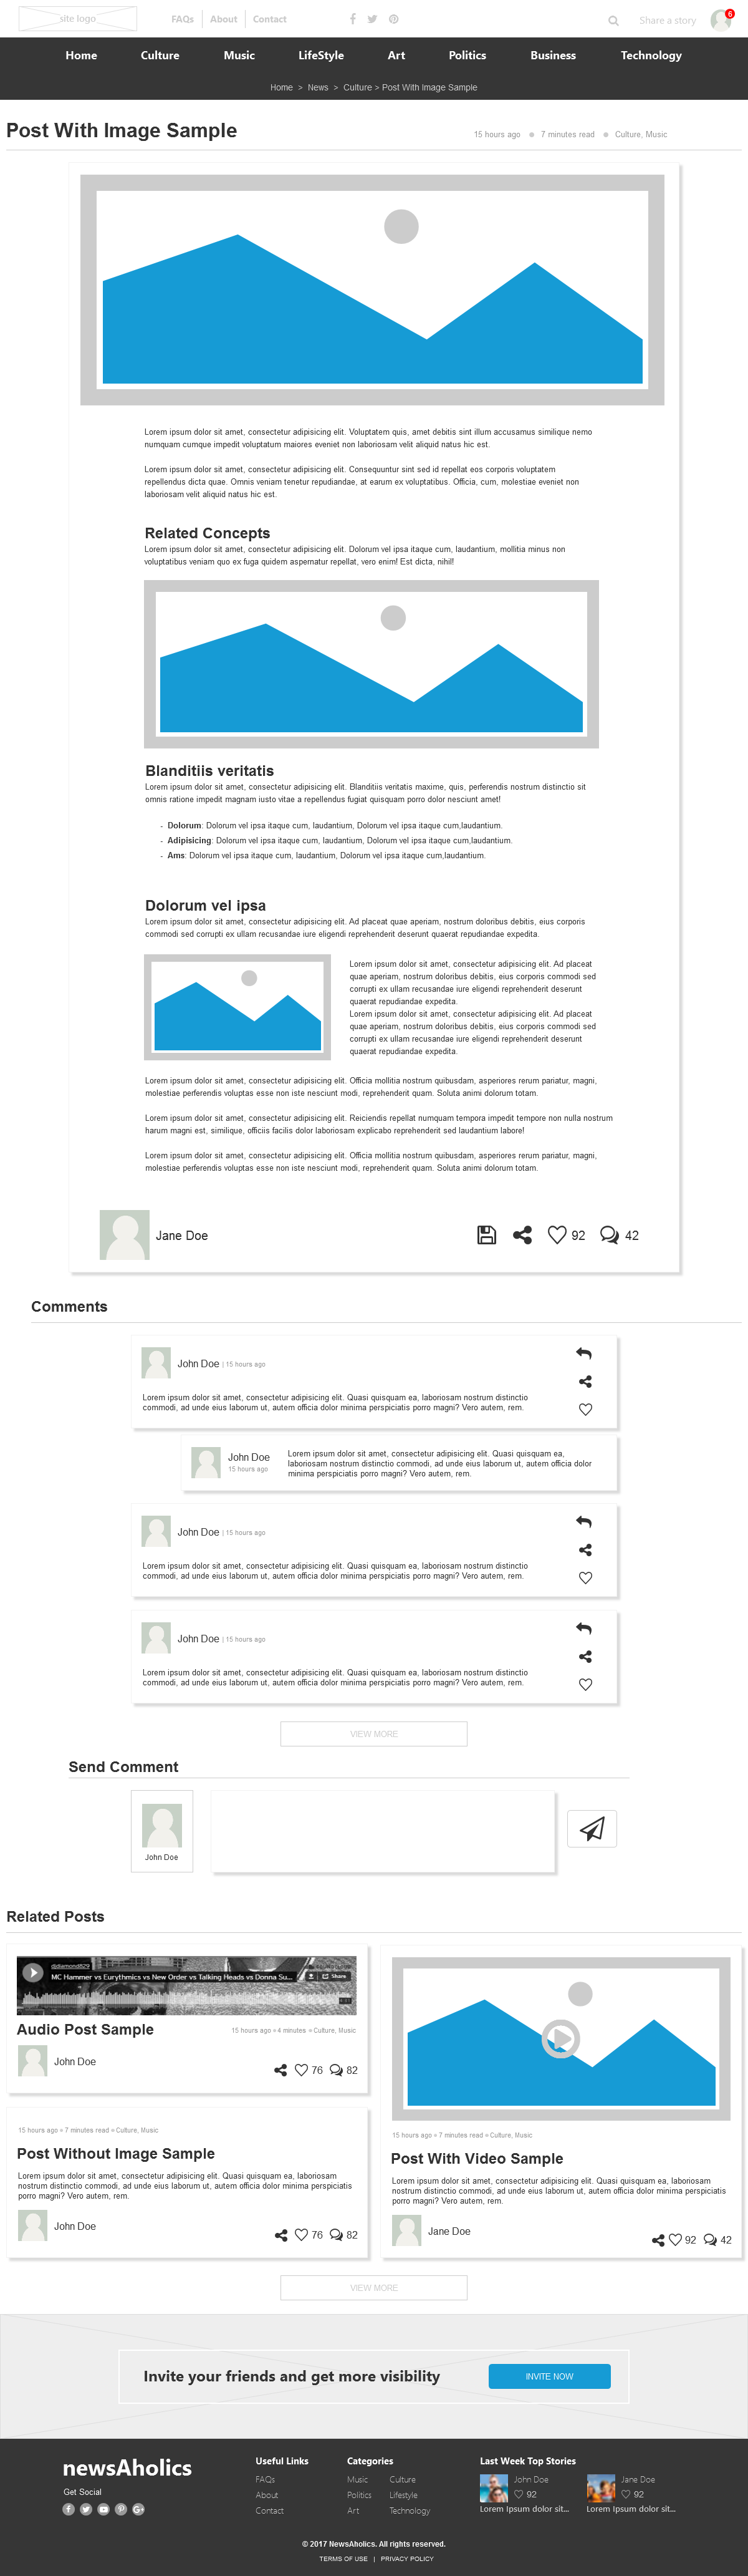 site logo
FAQs About Contact
Share a story
6
Home Culture Music LifeStyle Art Politics Business Technology
Home > News > Culture > Post With Image Sample
Post With Image Sample
15 hours ago 7 minutes read Culture, Music
Lorem ipsum dolor sit amet, consectetur adipisicing elit. Voluptatem quis, amet debitis sint illum accusamus similique nemo
numquam cumque impedit voluptatum maiores eveniet non laboriosam velit aliquid natus hic est.
Lorem ipsum dolor sit amet, consectetur adipisicing elit. Consequuntur sint sed id repellat eos corporis voluptatem
repellendus dicta quae. Omnis veniam tenetur repudiandae, at earum ex voluptatibus. Officia, cum, molestiae eveniet non
laboriosam velit aliquid natus hic est.
Related Concepts
Lorem ipsum dolor sit amet, consectetur adipisicing elit. Dolorum vel ipsa itaque cum, laudantium, mollitia minus non
voluptatibus veniam quo ex fuga quidem aspernatur repellat, vero enim! Est dicta, nihil!
Blanditiis veritatis
Lorem ipsum dolor sit amet, consectetur adipisicing elit. Blanditiis veritatis maxime, quis, perferendis nostrum distinctio sit
omnis ratione impedit magnam iusto vitae a repellendus fugiat quisquam porro dolor nesciunt amet!
- Dolorum: Dolorum vel ipsa itaque cum, laudantium, Dolorum vel ipsa itaque cum,laudantium.
- Adipisicing: Dolorum vel ipsa itaque cum, laudantium, Dolorum vel ipsa itaque cum,laudantium.
- Ams: Dolorum vel ipsa itaque cum, laudantium, Dolorum vel ipsa itaque cum,laudantium.
Dolorum vel ipsa
Lorem ipsum dolor sit amet, consectetur adipisicing elit. Ad placeat quae aperiam, nostrum doloribus debitis, eius corporis
commodi sed corrupti ex ullam recusandae iure eligendi reprehenderit deserunt quaerat repudiandae expedita.
Lorem ipsum dolor sit amet, consectetur adipisicing elit. Ad placeat
quae aperiam, nostrum doloribus debitis, eius corporis commodi sed
corrupti ex ullam recusandae iure eligendi reprehenderit deserunt
quaerat repudiandae expedita.
Lorem ipsum dolor sit amet, consectetur adipisicing elit. Ad placeat
quae aperiam, nostrum doloribus debitis, eius corporis commodi sed
corrupti ex ullam recusandae iure eligendi reprehenderit deserunt
quaerat repudiandae expedita.
Lorem ipsum dolor sit amet, consectetur adipisicing elit. Officia mollitia nostrum quibusdam, asperiores rerum pariatur, magni,
molestiae perferendis voluptas esse non iste nesciunt modi, reprehenderit quam. Soluta animi dolorum totam.
Lorem ipsum dolor sit amet, consectetur adipisicing elit. Reiciendis repellat numquam tempora impedit tempore non nulla nostrum
harum magni est, similique, officiis facilis dolor laboriosam explicabo reprehenderit sed laudantium labore!
Lorem ipsum dolor sit amet, consectetur adipisicing elit. Officia mollitia nostrum quibusdam, asperiores rerum pariatur, magni,
molestiae perferendis voluptas esse non iste nesciunt modi, reprehenderit quam. Soluta animi dolorum totam.
Jane Doe 92 42
Comments
John Doe | 15 hours ago
Lorem ipsum dolor sit amet, consectetur adipisicing elit. Quasi quisquam ea, laboriosam nostrum distinctio
commodi, ad unde eius laborum ut, autem officia dolor minima perspiciatis porro magni? Vero autem, rem.
John Doe
15 hours ago
Lorem ipsum dolor sit amet, consectetur adipisicing elit. Quasi quisquam ea,
laboriosam nostrum distinctio commodi, ad unde eius laborum ut, autem officia dolor
minima perspiciatis porro magni? Vero autem, rem.
John Doe | 15 hours ago
Lorem ipsum dolor sit amet, consectetur adipisicing elit. Quasi quisquam ea, laboriosam nostrum distinctio
commodi, ad unde eius laborum ut, autem officia dolor minima perspiciatis porro magni? Vero autem, rem.
John Doe | 15 hours ago
Lorem ipsum dolor sit amet, consectetur adipisicing elit. Quasi quisquam ea, laboriosam nostrum distinctio
commodi, ad unde eius laborum ut, autem officia dolor minima perspiciatis porro magni? Vero autem, rem.
VIEW MORE
Send Comment
John Doe
Related Posts
djdiamond829
MC Hammer vs Eurythmics vs New Order vs Talking Heads vs Donna Su...
Share
Audio Post Sample
15 hours ago 4 minutes Culture, Music
John Doe
76 82
15 hours ago 7 minutes read Culture, Music
Post Without Image Sample
Lorem ipsum dolor sit amet, consectetur adipisicing elit. Quasi quisquam ea, laboriosam
nostrum distinctio commodi, ad unde eius laborum ut, autem officia dolor minima perspiciatis
porro magni? Vero autem, rem.
John Doe
76 82
15 hours ago 7 minutes read Culture, Music
Post With Video Sample
Lorem ipsum dolor sit amet, consectetur adipisicing elit. Quasi quisquam ea, laboriosam
nostrum distinctio commodi, ad unde eius laborum ut, autem officia dolor minima perspiciatis
porro magni? Vero autem, rem.
Jane Doe
92 42
VIEW MORE
Invite your friends and get more visibility
INVITE NOW
newsAholics
Get Social
Useful Links
FAQs
About
Contact
Categories
Music Culture
Politics Lifestyle
Art Technology
Last Week Top Stories
John Doe
92
Lorem Ipsum dolor sit...
Jane Doe
92
Lorem Ipsum dolor sit...
© 2017 NewsAholics. All rights reserved.
TERMS OF USE | PRIVACY POLICY